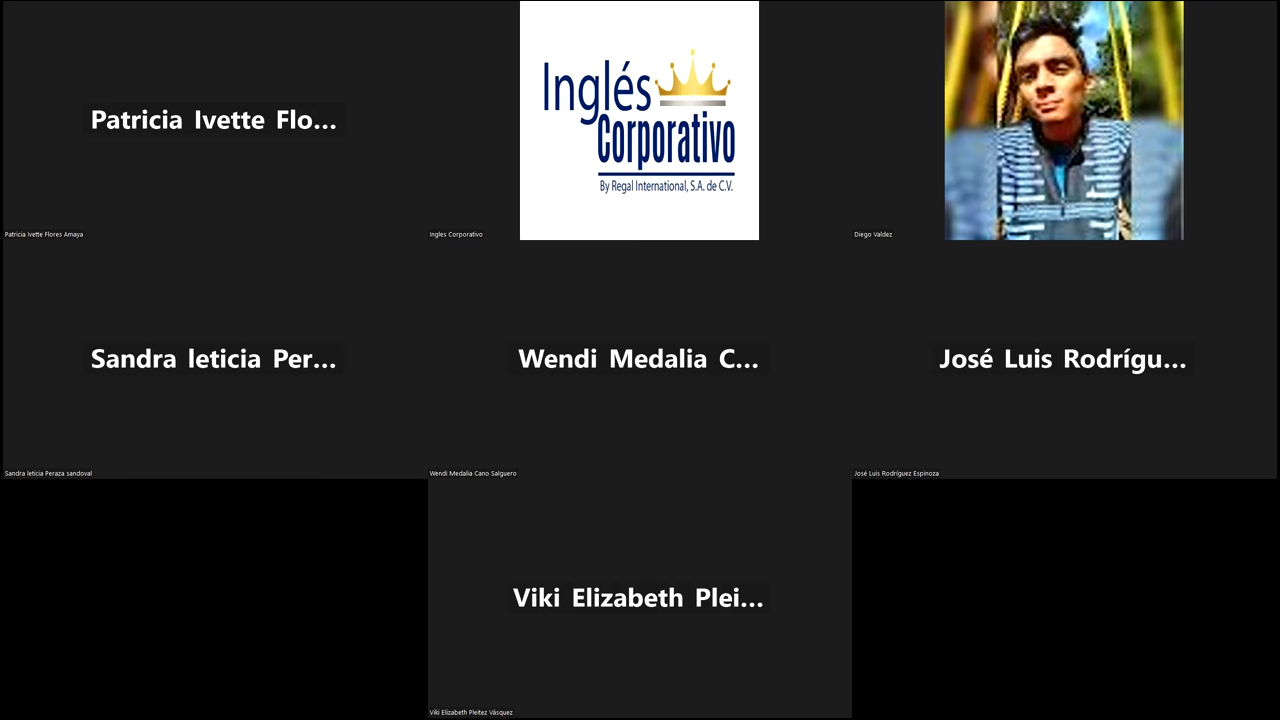 Patricia Ivette Flo...
Patricia Ivette Flores Amaya
Inglés
Corporativo
By Regal International, S.A. de C.V.
Ingles Corporativo
Diego Valdez
Sandra leticia Per...
Sandra leticia Peraza sandoval
Wendi Medalia C...
Wendi Medalia Cano Salguero
José Luis Rodrígu...
José Luis Rodríguez Espinoza
Viki Elizabeth Plei...
Viki Elizabeth Pleitez Vásquez